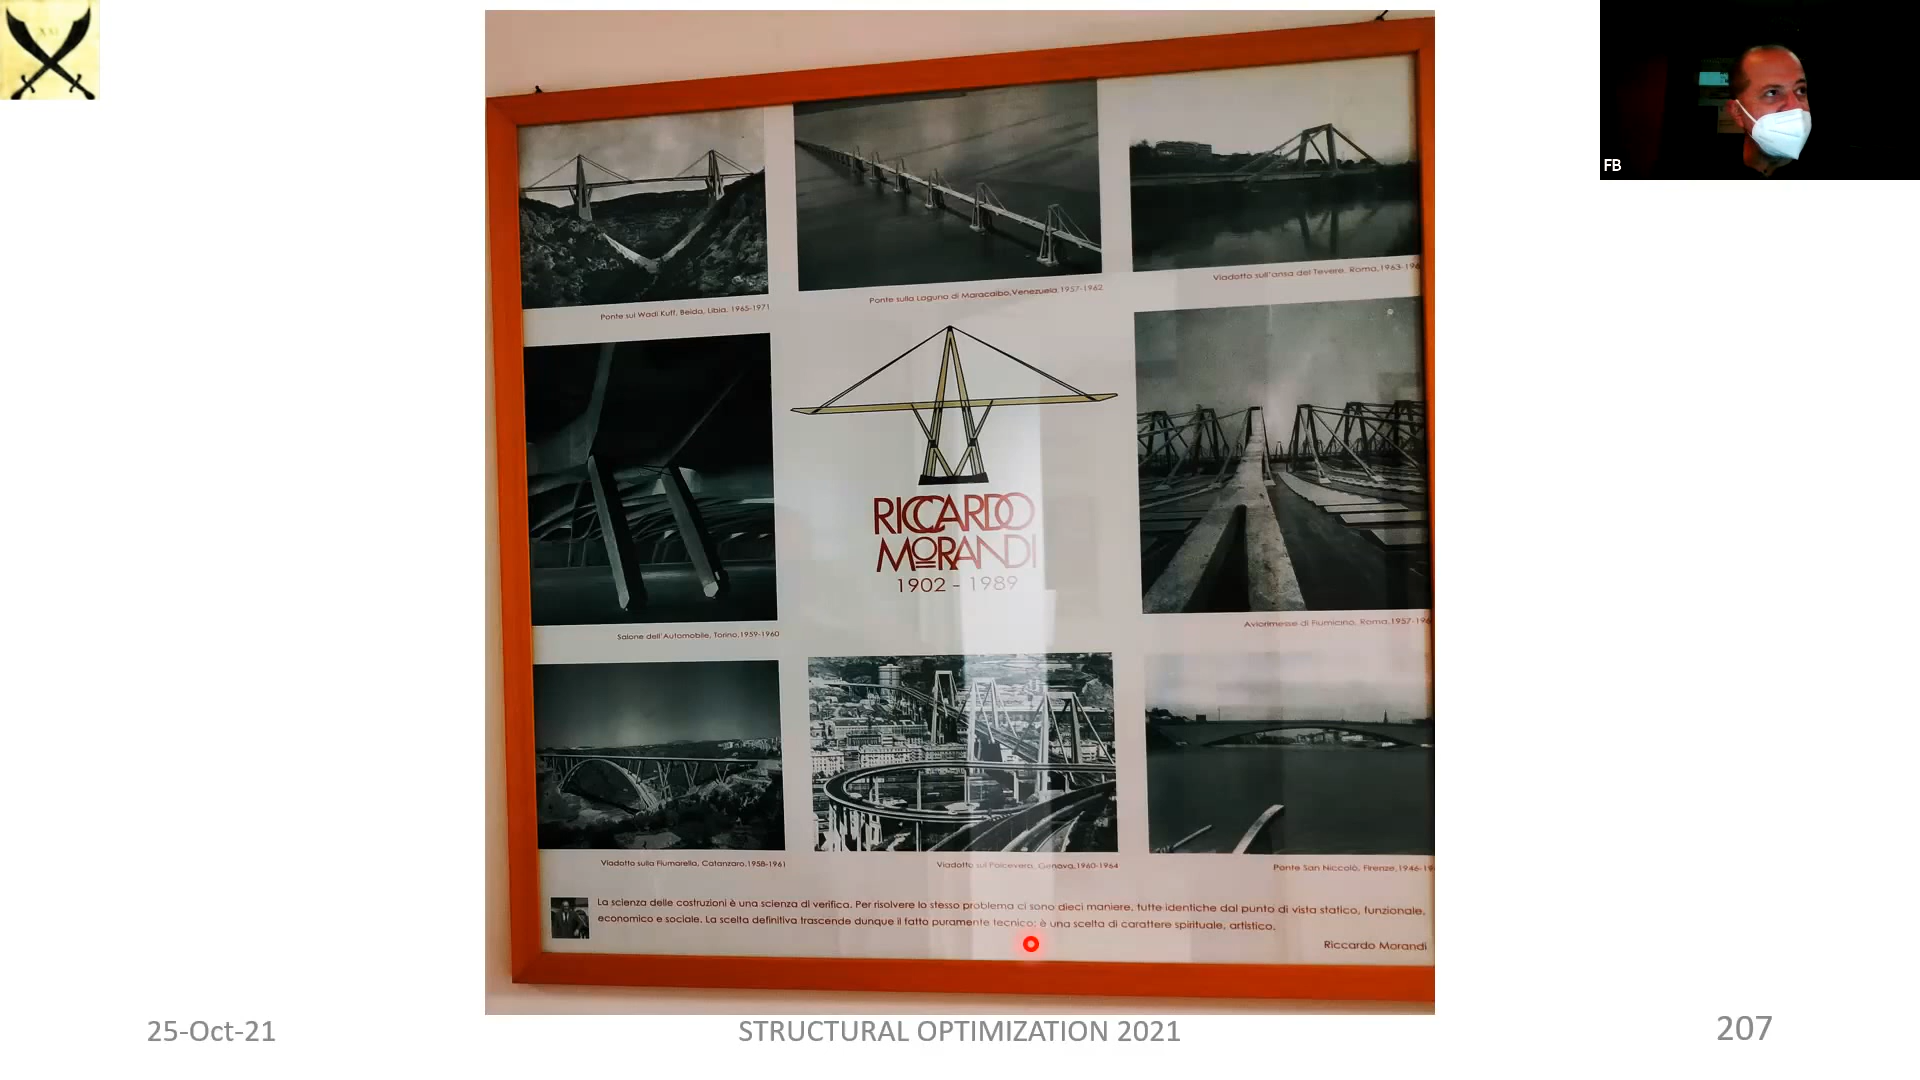 XXI
FB
Ponte sul Wadi Kuff, Beida, Libia, 1965-1971
Ponte sulla Laguna di Maracaibo, Venezuela, 1957-1962
Viadotto sull'ansa del Tevere, Roma, 1963-196
RICCARDO
MORANDI
1902 - 1989
Salone dell'Automobile, Torino, 1959-1960
Aviorimesse di Fiumicino, Roma, 1957-196
Viadotto sulla Fiumarella, Catanzaro, 1958-1961
Viadotto sul Polcevera, Genova, 1960-1964
Ponte San Niccolò, Firenze, 1946-19
La scienza delle costruzioni è una scienza di verifica. Per risolvere lo stesso problema ci sono dieci maniere, tutte identiche dal punto di vista statico, funzionale,
economico e sociale. La scelta definitiva trascende dunque il fatto puramente tecnico; è una scelta di carattere spirituale, artistico.
Riccardo Morandi
25-Oct-21
STRUCTURAL OPTIMIZATION 2021
207